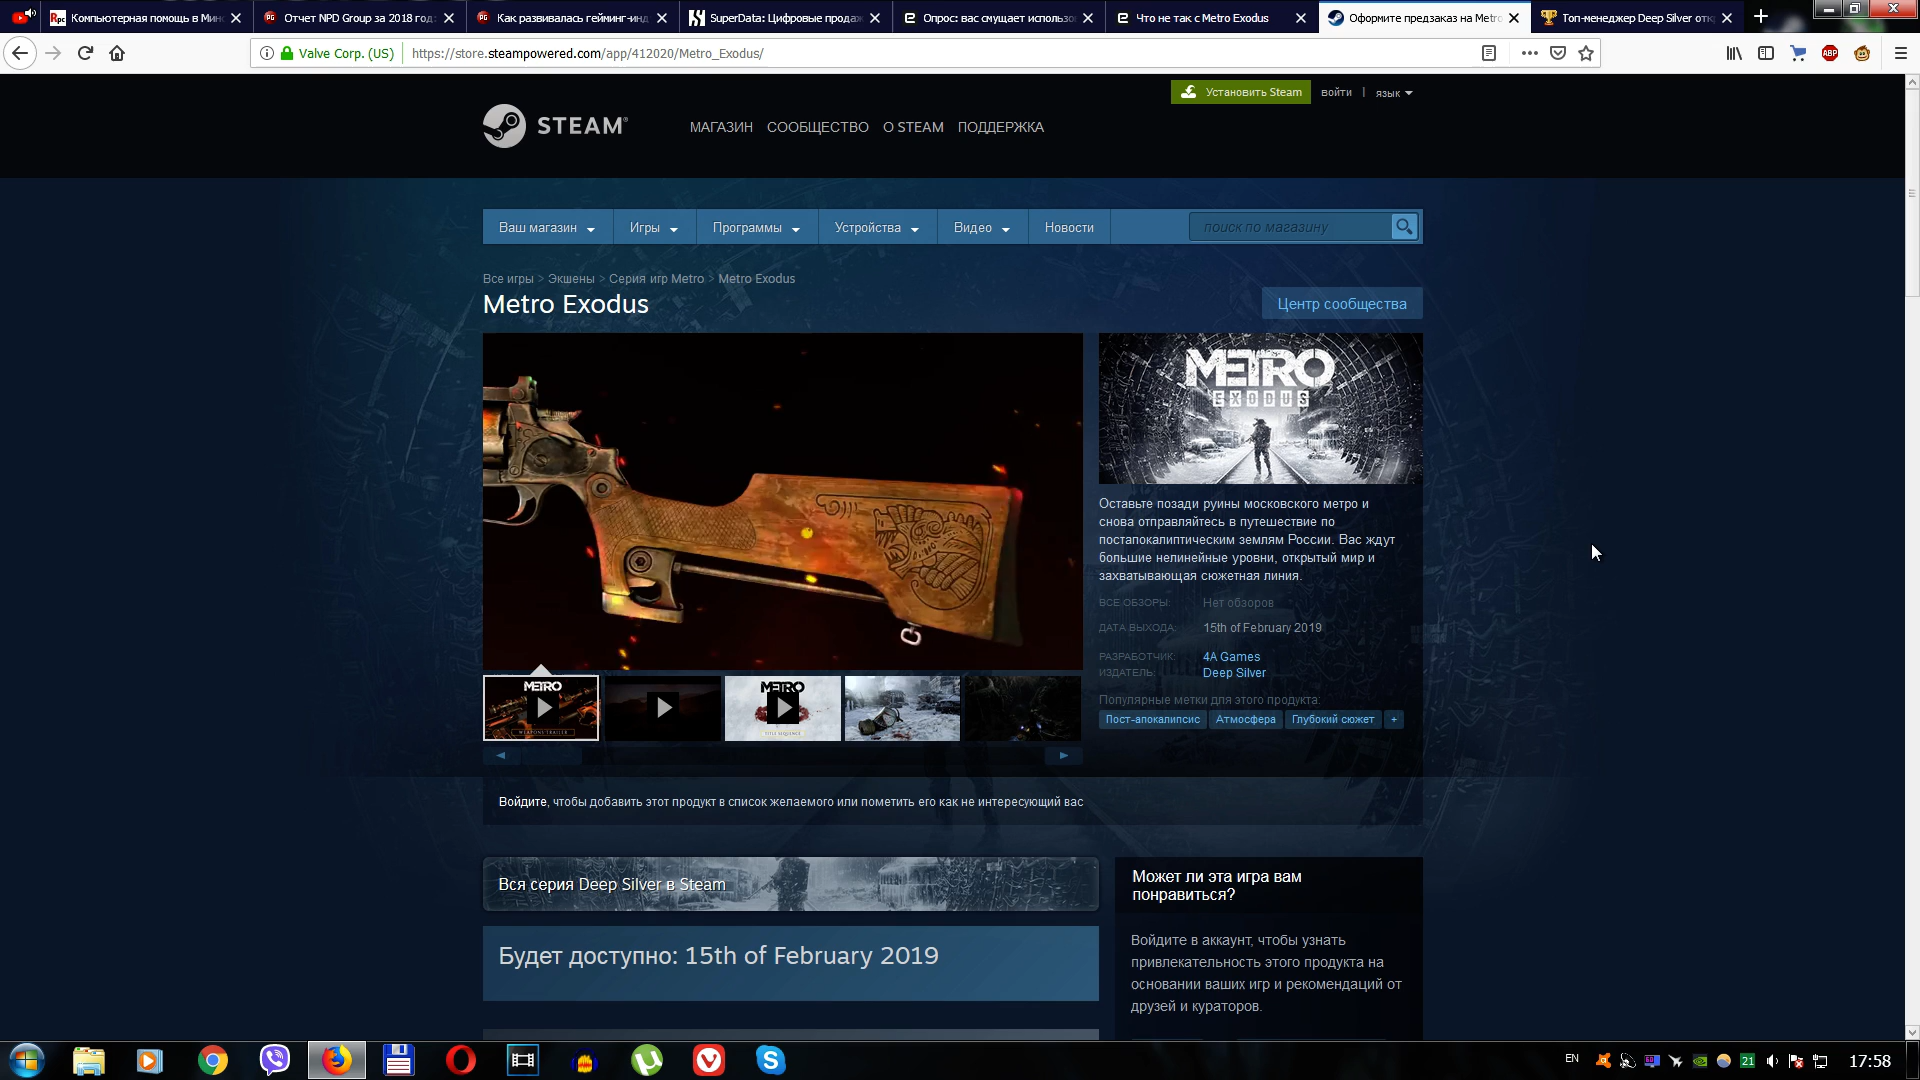 Компьютерная помощь в Минс
Отчет NPD Group за 2018 год:
Как развивалась гейминг-инд
SuperData: Цифровые продаж
Опрос: вас смущает использо
Что не так с Metro Exodus
Оформите предзаказ на Metro
Топ-менеджер Deep Silver отк
Valve Corp. (US)
https://store.steampowered.com/app/412020/Metro_Exodus/
ABP
Установить Steam
войти | язык
STEAM®
МАГАЗИН СООБЩЕСТВО О STEAM ПОДДЕРЖКА
Ваш магазин
Игры
Программы
Устройства
Видео
Новости
поиск по магазину
Все игры > Экшены > Серия игр Metro > Metro Exodus
Metro Exodus
Центр сообщества
METRO
EXODUS
Оставьте позади руины московского метро и
снова отправляйтесь в путешествие по
постапокалиптическим землям России. Вас ждут
большие нелинейные уровни, открытый мир и
захватывающая сюжетная линия.
ВСЕ ОБЗОРЫ: Нет обзоров
ДАТА ВЫХОДА: 15th of February 2019
РАЗРАБОТЧИК: 4A Games
ИЗДАТЕЛЬ: Deep Silver
Популярные метки для этого продукта:
Пост-апокалипсис Атмосфера Глубокий сюжет +
METRO
WEAPONS TRAILER
METRO
TITLE SEQUENCE
Войдите, чтобы добавить этот продукт в список желаемого или пометить его как не интересующий вас
Вся серия Deep Silver в Steam
Будет доступно: 15th of February 2019
Может ли эта игра вам
понравиться?
Войдите в аккаунт, чтобы узнать
привлекательность этого продукта на
основании ваших игр и рекомендаций от
друзей и кураторов.
EN
21
17:58